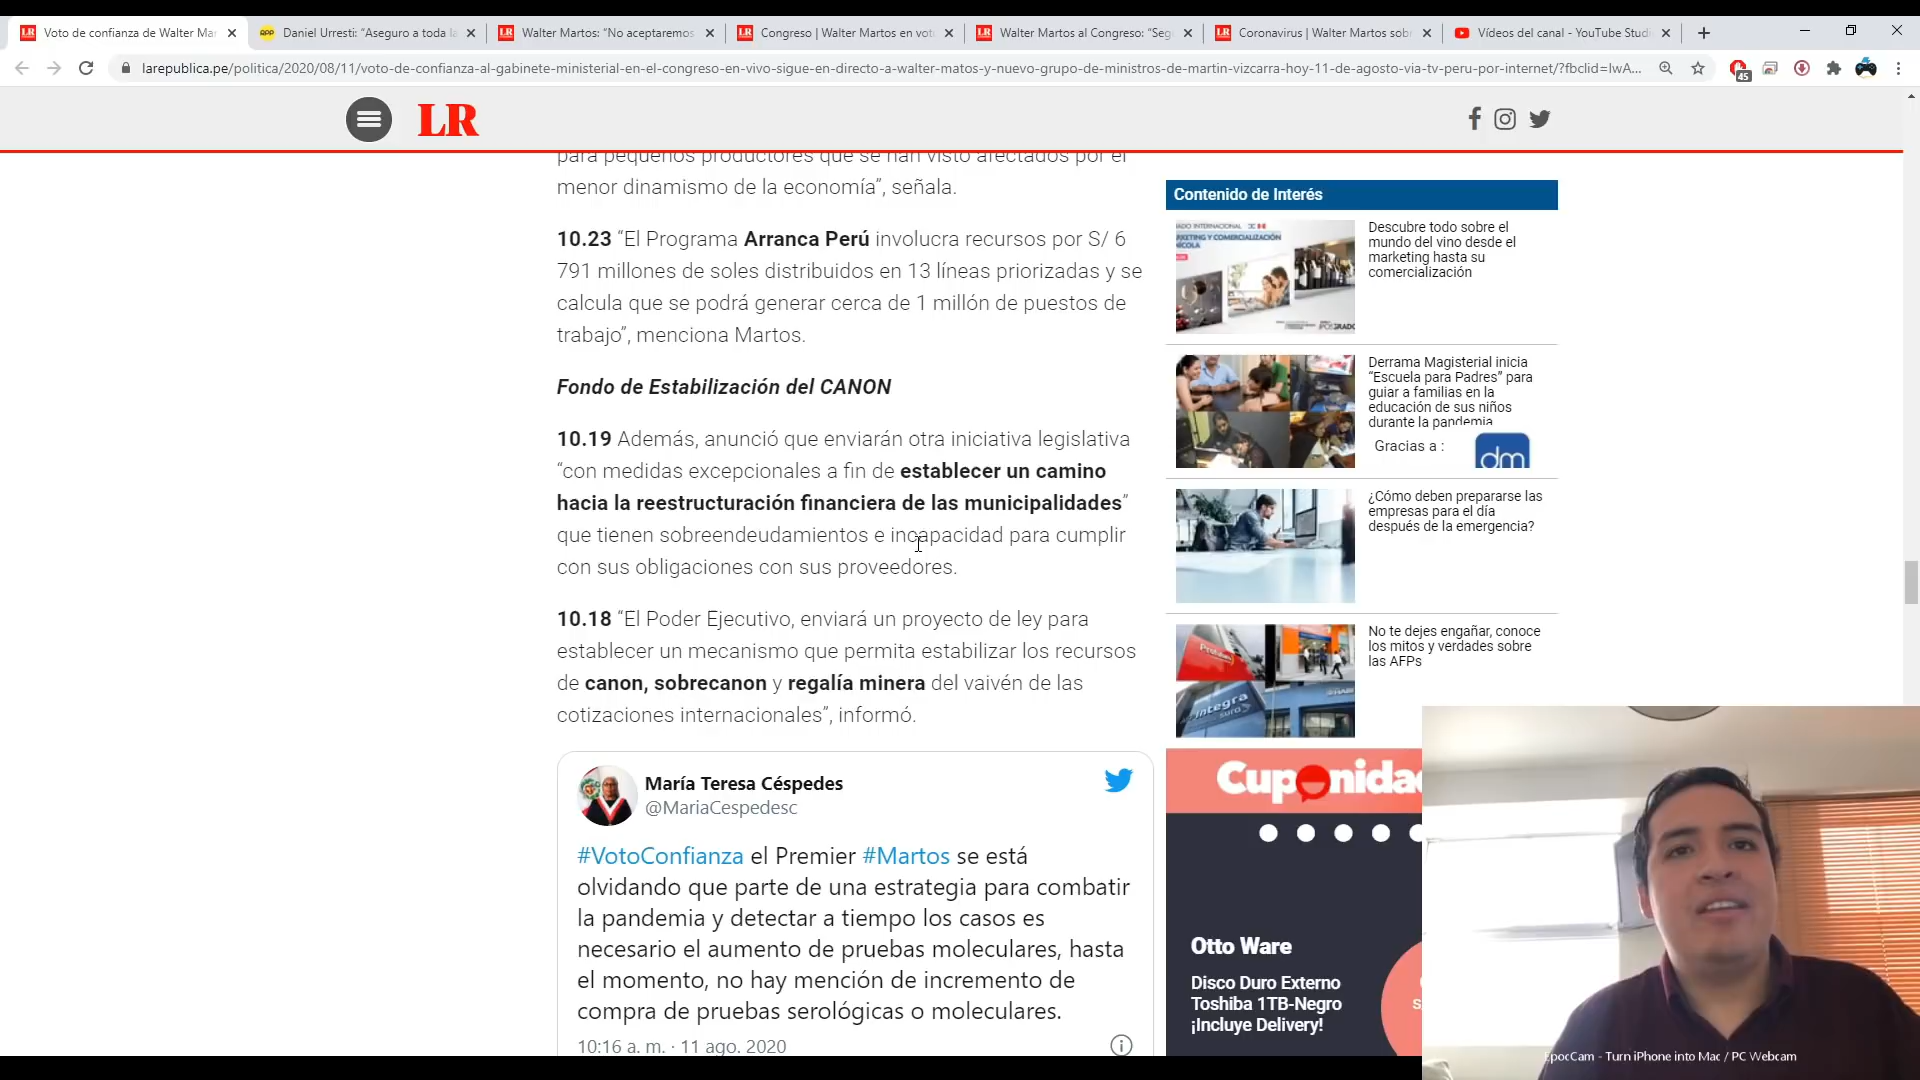 Voto de confianza de Walter Mar
Daniel Urresti: "Aseguro a toda la
Walter Martos: "No aceptaremos
Congreso | Walter Martos en vot
Walter Martos al Congreso: "Seg
Coronavirus | Walter Martos sob
Vídeos del canal - YouTube Studi
larepublica.pe/politica/2020/08/11/voto-de-confianza-al-gabinete-ministerial-en-el-congreso-en-vivo-sigue-en-directo-a-walter-matos-y-nuevo-grupo-de-ministros-de-martin-vizcarra-hoy-11-de-agosto-via-tv-peru-por-internet/?fbclid=IwA...
45
LR
para pequeños productores que se han visto afectados por el
menor dinamismo de la economía", señala.
10.23 "El Programa Arranca Perú involucra recursos por S/ 6
791 millones de soles distribuidos en 13 líneas priorizadas y se
calcula que se podrá generar cerca de 1 millón de puestos de
trabajo", menciona Martos.
Fondo de Estabilización del CANON
10.19 Además, anunció que enviarán otra iniciativa legislativa
"con medidas excepcionales a fin de establecer un camino
hacia la reestructuración financiera de las municipalidades"
que tienen sobreendeudamientos e incapacidad para cumplir
con sus obligaciones con sus proveedores.
10.18 "El Poder Ejecutivo, enviará un proyecto de ley para
establecer un mecanismo que permita estabilizar los recursos
de canon, sobrecanon y regalía minera del vaivén de las
cotizaciones internacionales", informó.
María Teresa Céspedes
@MariaCespedesc
#VotoConfianza el Premier #Martos se está
olvidando que parte de una estrategia para combatir
la pandemia y detectar a tiempo los casos es
necesario el aumento de pruebas moleculares, hasta
el momento, no hay mención de incremento de
compra de pruebas serológicas o moleculares.
10:16 a. m. · 11 ago. 2020
Contenido de Interés
Descubre todo sobre el
mundo del vino desde el
marketing hasta su
comercialización
Derrama Magisterial inicia
"Escuela para Padres" para
guiar a familias en la
educación de sus niños
durante la pandemia
Gracias a :
dm
¿Cómo deben prepararse las
empresas para el día
después de la emergencia?
No te dejes engañar, conoce
los mitos y verdades sobre
las AFPs
Integra
Cuponidad
Otto Ware
Disco Duro Externo
Toshiba 1TB-Negro
¡Incluye Delivery!
EpocCam - Turn iPhone into Mac / PC Webcam